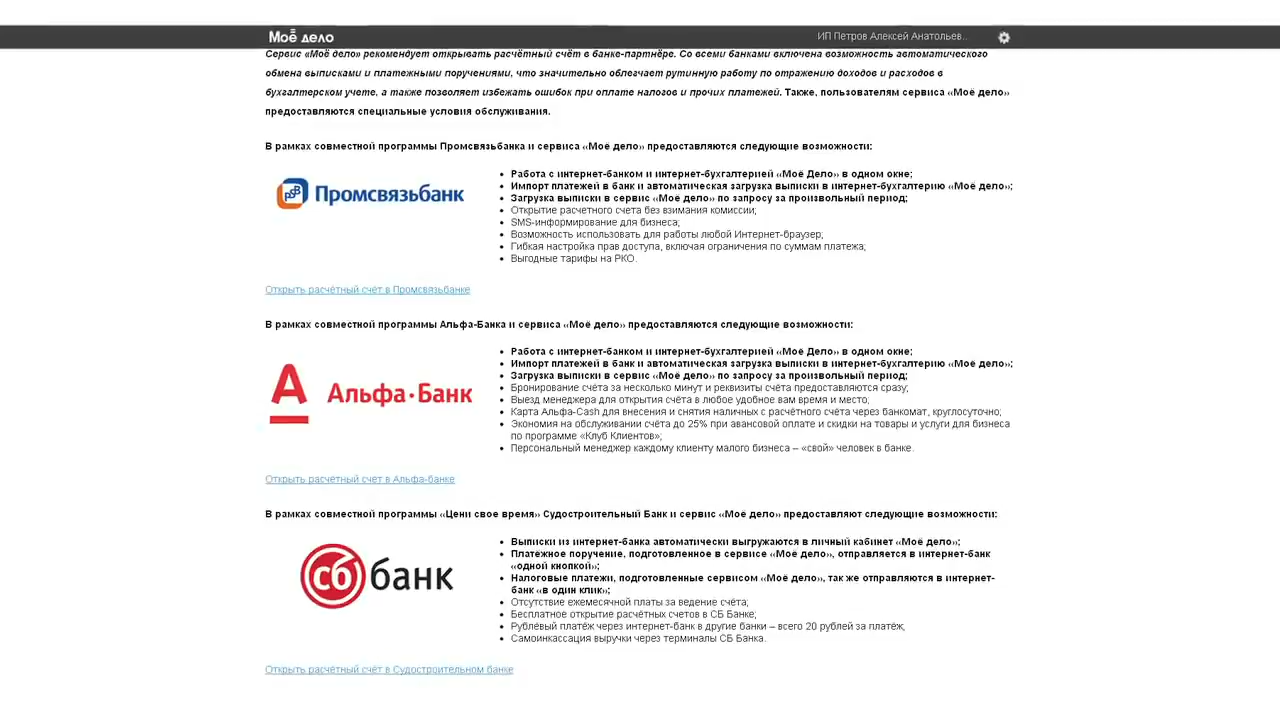 Моё дело
ИП Петров Алексей Анатольев...
Сервис «Моё дело» рекомендует открывать расчётный счёт в банке-партнёре. Со всеми банками включена возможность автоматического
обмена выписками и платежными поручениями, что значительно облегчает рутинную работу по отражению доходов и расходов в
бухгалтерском учете, а также позволяет избежать ошибок при оплате налогов и прочих платежей. Также, пользователям сервиса «Моё дело»
предоставляются специальные условия обслуживания.
В рамках совместной программы Промсвязьбанка и сервиса «Моё дело» предоставляются следующие возможности:
PSB Промсвязьбанк
• Работа с интернет-банком и интернет-бухгалтерией «Моё Дело» в одном окне;
• Импорт платежей в банк и автоматическая загрузка выписки в интернет-бухгалтерию «Моё дело»;
• Загрузка выписки в сервис «Моё дело» по запросу за произвольный период;
• Открытие расчетного счета без взимания комиссии;
• SMS-информирование для бизнеса;
• Возможность использовать для работы любой Интернет-браузер;
• Гибкая настройка прав доступа, включая ограничения по суммам платежа;
• Выгодные тарифы на РКО.
Открыть расчётный счёт в Промсвязьбанке
В рамках совместной программы Альфа-Банка и сервиса «Моё дело» предоставляются следующие возможности:
А Альфа·Банк
• Работа с интернет-банком и интернет-бухгалтерией «Моё Дело» в одном окне;
• Импорт платежей в банк и автоматическая загрузка выписки в интернет-бухгалтерию «Моё дело»;
• Загрузка выписки в сервис «Моё дело» по запросу за произвольный период;
• Бронирование счёта за несколько минут и реквизиты счёта предоставляются сразу;
• Выезд менеджера для открытия счёта в любое удобное вам время и место;
• Карта Альфа-Cash для внесения и снятия наличных с расчётного счёта через банкомат, круглосуточно;
• Экономия на обслуживании счёта до 25% при авансовой оплате и скидки на товары и услуги для бизнеса
по программе «Клуб Клиентов»;
• Персональный менеджер каждому клиенту малого бизнеса – «свой» человек в банке.
Открыть расчётный счёт в Альфа-банке
В рамках совместной программы «Цени свое время» Судостроительный Банк и сервис «Моё дело» предоставляют следующие возможности:
сб банк
• Выписки из интернет-банка автоматически выгружаются в личный кабинет «Моё дело»;
• Платёжное поручение, подготовленное в сервисе «Моё дело», отправляется в интернет-банк
«одной кнопкой»;
• Налоговые платежи, подготовленные сервисом «Моё дело», так же отправляются в интернет-
банк «в один клик»;
• Отсутствие ежемесячной платы за ведение счёта;
• Бесплатное открытие расчётных счетов в СБ Банке;
• Рублёвый платёж через интернет-банк в другие банки – всего 20 рублей за платёж;
• Самоинкассация выручки через терминалы СБ Банка.
Открыть расчётный счёт в Судостроительном банке